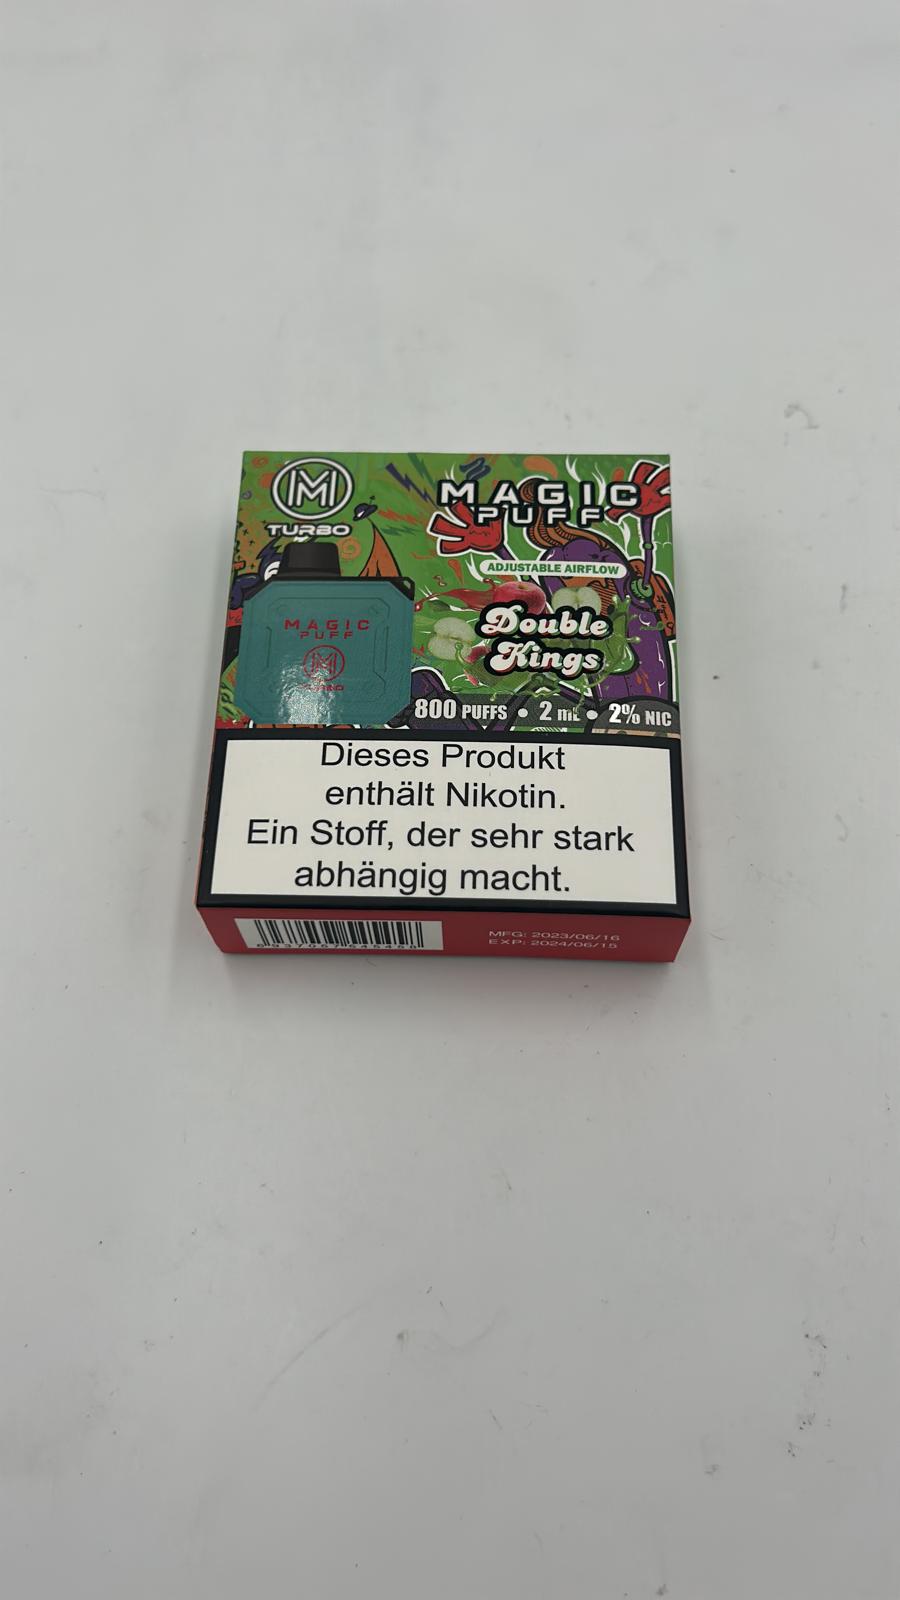 M
TURBO
MAGIC
PUFF
ADJUSTABLE AIRFLOW
Double
Kings
MAGIC
PUFF
M
TURBO
800 PUFFS • 2 mL • 2% NIC
Dieses Produkt
enthält Nikotin.
Ein Stoff, der sehr stark
abhängig macht.
MFG: 2023/06/16
EXP: 2024/06/15